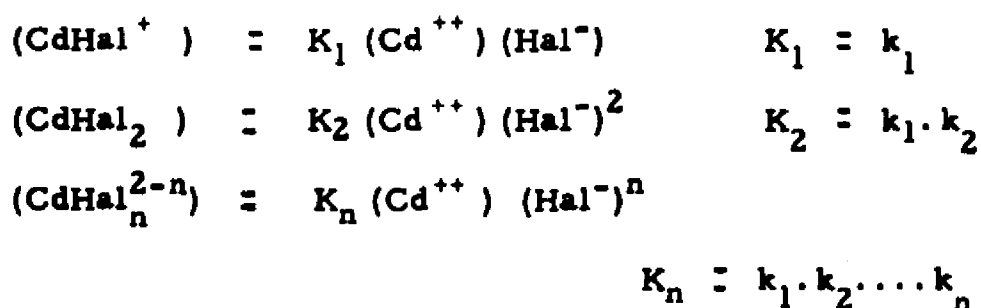 (CdHal⁺ ) = K₁ (Cd⁺⁺) (Hal⁻) K₁ = k₁
(CdHal₂ ) = K₂ (Cd⁺⁺) (Hal⁻)² K₂ = k₁. k₂
(CdHalₙ²⁻ⁿ) = Kₙ (Cd⁺⁺) (Hal⁻)ⁿ
Kₙ = k₁. k₂.... kₙ